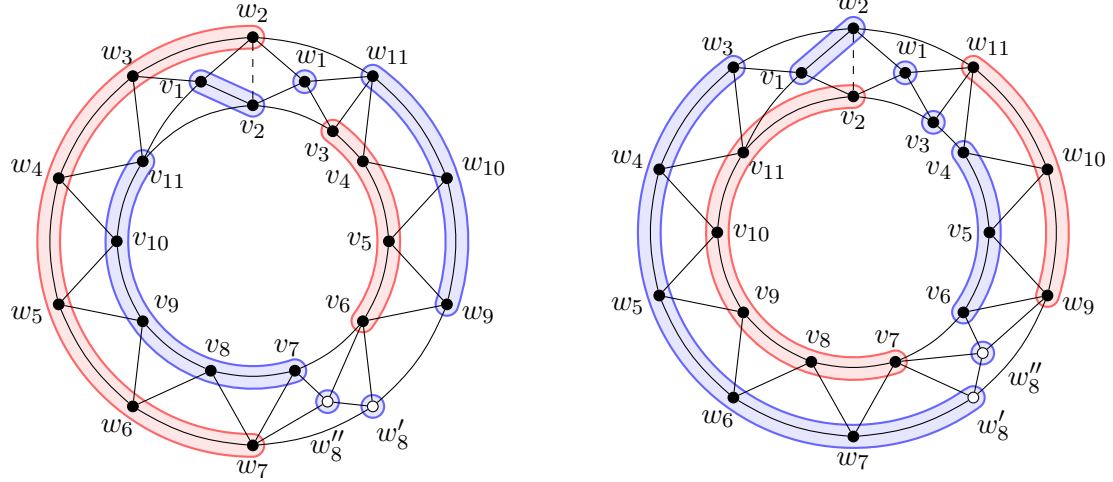 w₂
w₃ w₁ w₁₁
v₁
v₂
v₃
w₄ v₁₁ v₄ w₁₀
v₁₀ v₅
w₅ v₉ v₆ w₉
v₈ v₇
w₆ w₈″ w₈′
w₇
w₂
w₃ w₁ w₁₁
v₁
v₂
v₃
w₄ v₁₁ v₄ w₁₀
v₁₀ v₅
w₅ v₉ v₆ w₉
v₈ v₇
w₆ w₈″
w₈′
w₇